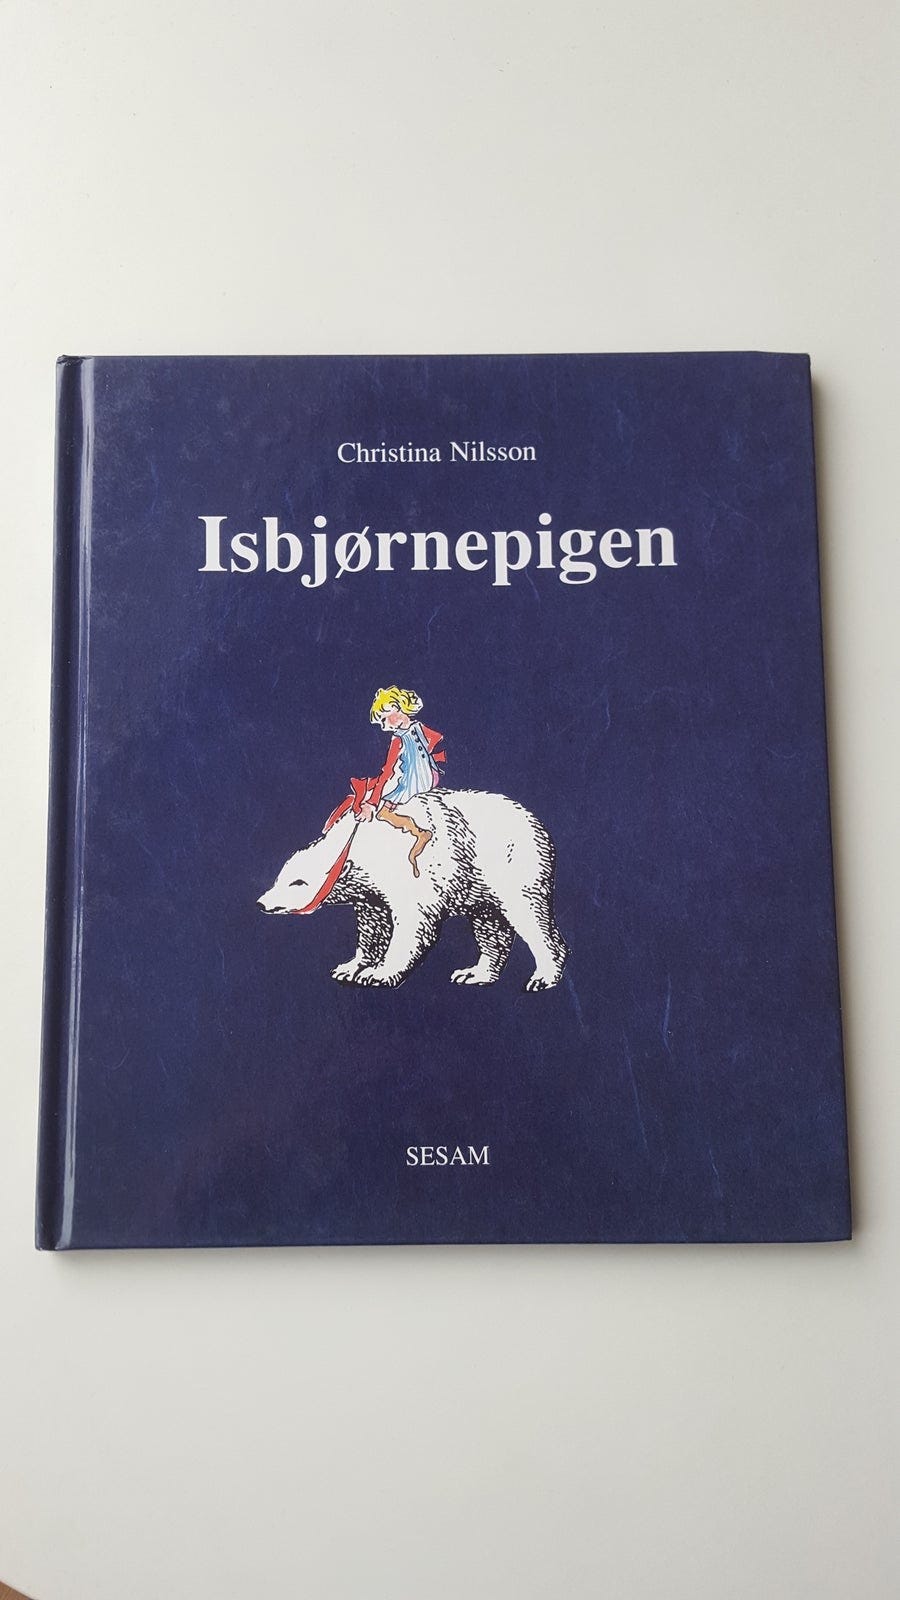 Christina Nilsson
Isbjørnepigen
SESAM